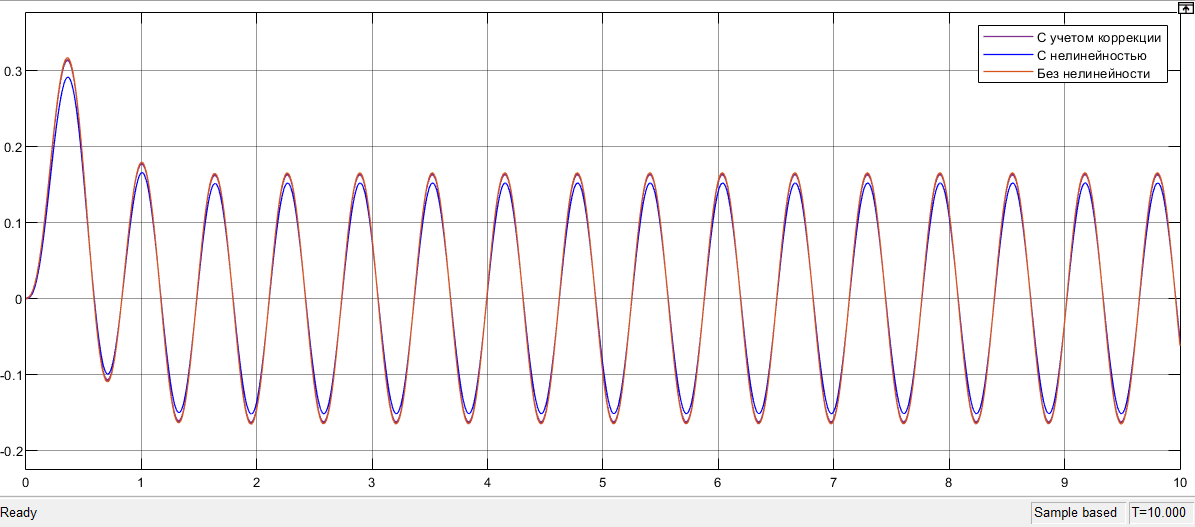 С учетом коррекции
С нелинейностью
Без нелинейности
0.3
0.2
0.1
0
-0.1
-0.2
0 1 2 3 4 5 6 7 8 9 10
Ready Sample based T=10.000